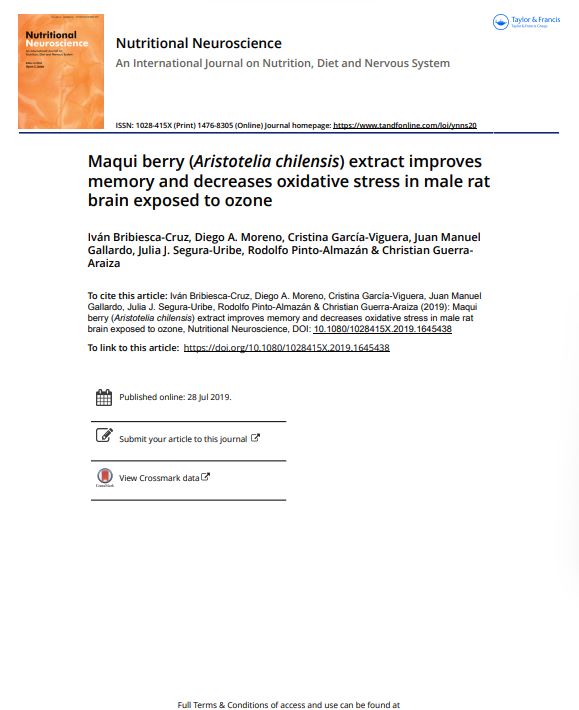 Nutritional
Neuroscience
Taylor & Francis
Taylor & Francis Group
Nutritional Neuroscience
An International Journal on Nutrition, Diet and Nervous System
ISSN: 1028-415X (Print) 1476-8305 (Online) Journal homepage: https://www.tandfonline.com/loi/ynns20
Maqui berry (Aristotelia chilensis) extract improves
memory and decreases oxidative stress in male rat
brain exposed to ozone
Iván Bribiesca-Cruz, Diego A. Moreno, Cristina García-Viguera, Juan Manuel
Gallardo, Julia J. Segura-Uribe, Rodolfo Pinto-Almazán & Christian Guerra-
Araiza
To cite this article: Iván Bribiesca-Cruz, Diego A. Moreno, Cristina García-Viguera, Juan Manuel
Gallardo, Julia J. Segura-Uribe, Rodolfo Pinto-Almazán & Christian Guerra-Araiza (2019): Maqui
berry (Aristotelia chilensis) extract improves memory and decreases oxidative stress in male rat
brain exposed to ozone, Nutritional Neuroscience, DOI: 10.1080/1028415X.2019.1645438
To link to this article: https://doi.org/10.1080/1028415X.2019.1645438
Published online: 28 Jul 2019.
Submit your article to this journal
View Crossmark data
CrossMark
Full Terms & Conditions of access and use can be found at